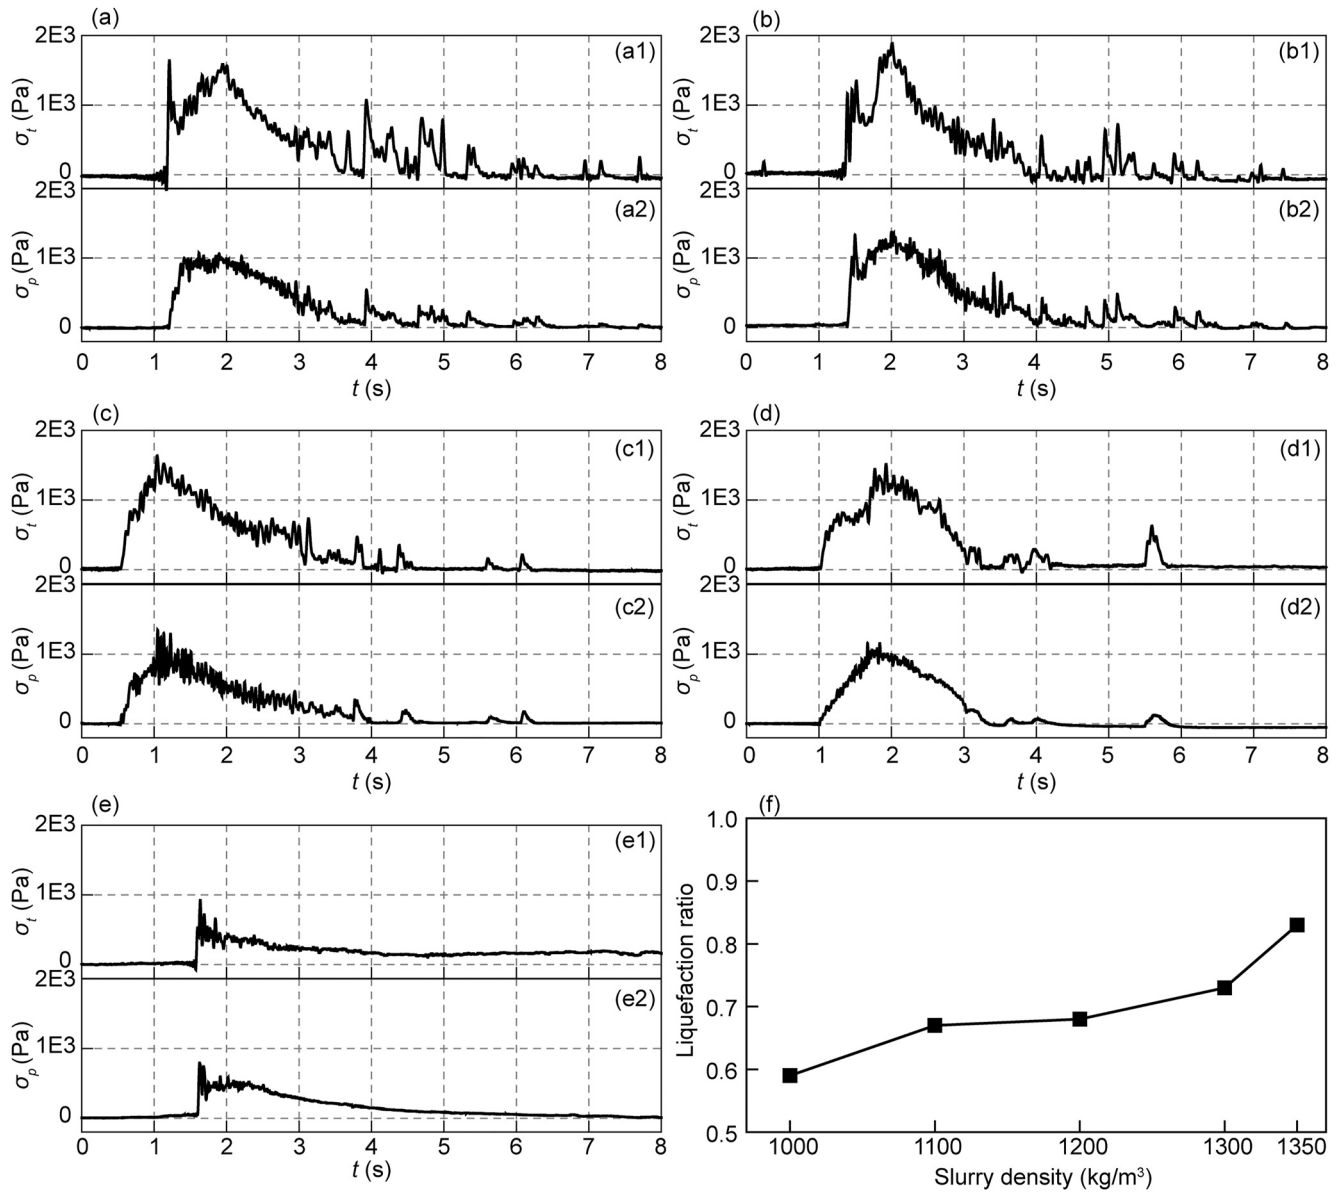 (a)
(a1)
2E3
1E3
0
σt (Pa)
(a2)
2E3
1E3
0
σp (Pa)
0 1 2 3 4 5 6 7 8
t (s)
(b)
(b1)
2E3
1E3
0
σt (Pa)
(b2)
2E3
1E3
0
σp (Pa)
0 1 2 3 4 5 6 7 8
t (s)
(c)
(c1)
2E3
1E3
0
σt (Pa)
(c2)
2E3
1E3
0
σp (Pa)
0 1 2 3 4 5 6 7 8
t (s)
(d)
(d1)
2E3
1E3
0
σt (Pa)
(d2)
2E3
1E3
0
σp (Pa)
0 1 2 3 4 5 6 7 8
t (s)
(e)
(e1)
2E3
1E3
0
σt (Pa)
(e2)
2E3
1E3
0
σp (Pa)
0 1 2 3 4 5 6 7 8
t (s)
(f)
1.0
0.9
0.8
0.7
0.6
0.5
Liquefaction ratio
1000 1100 1200 1300 1350
Slurry density (kg/m³)